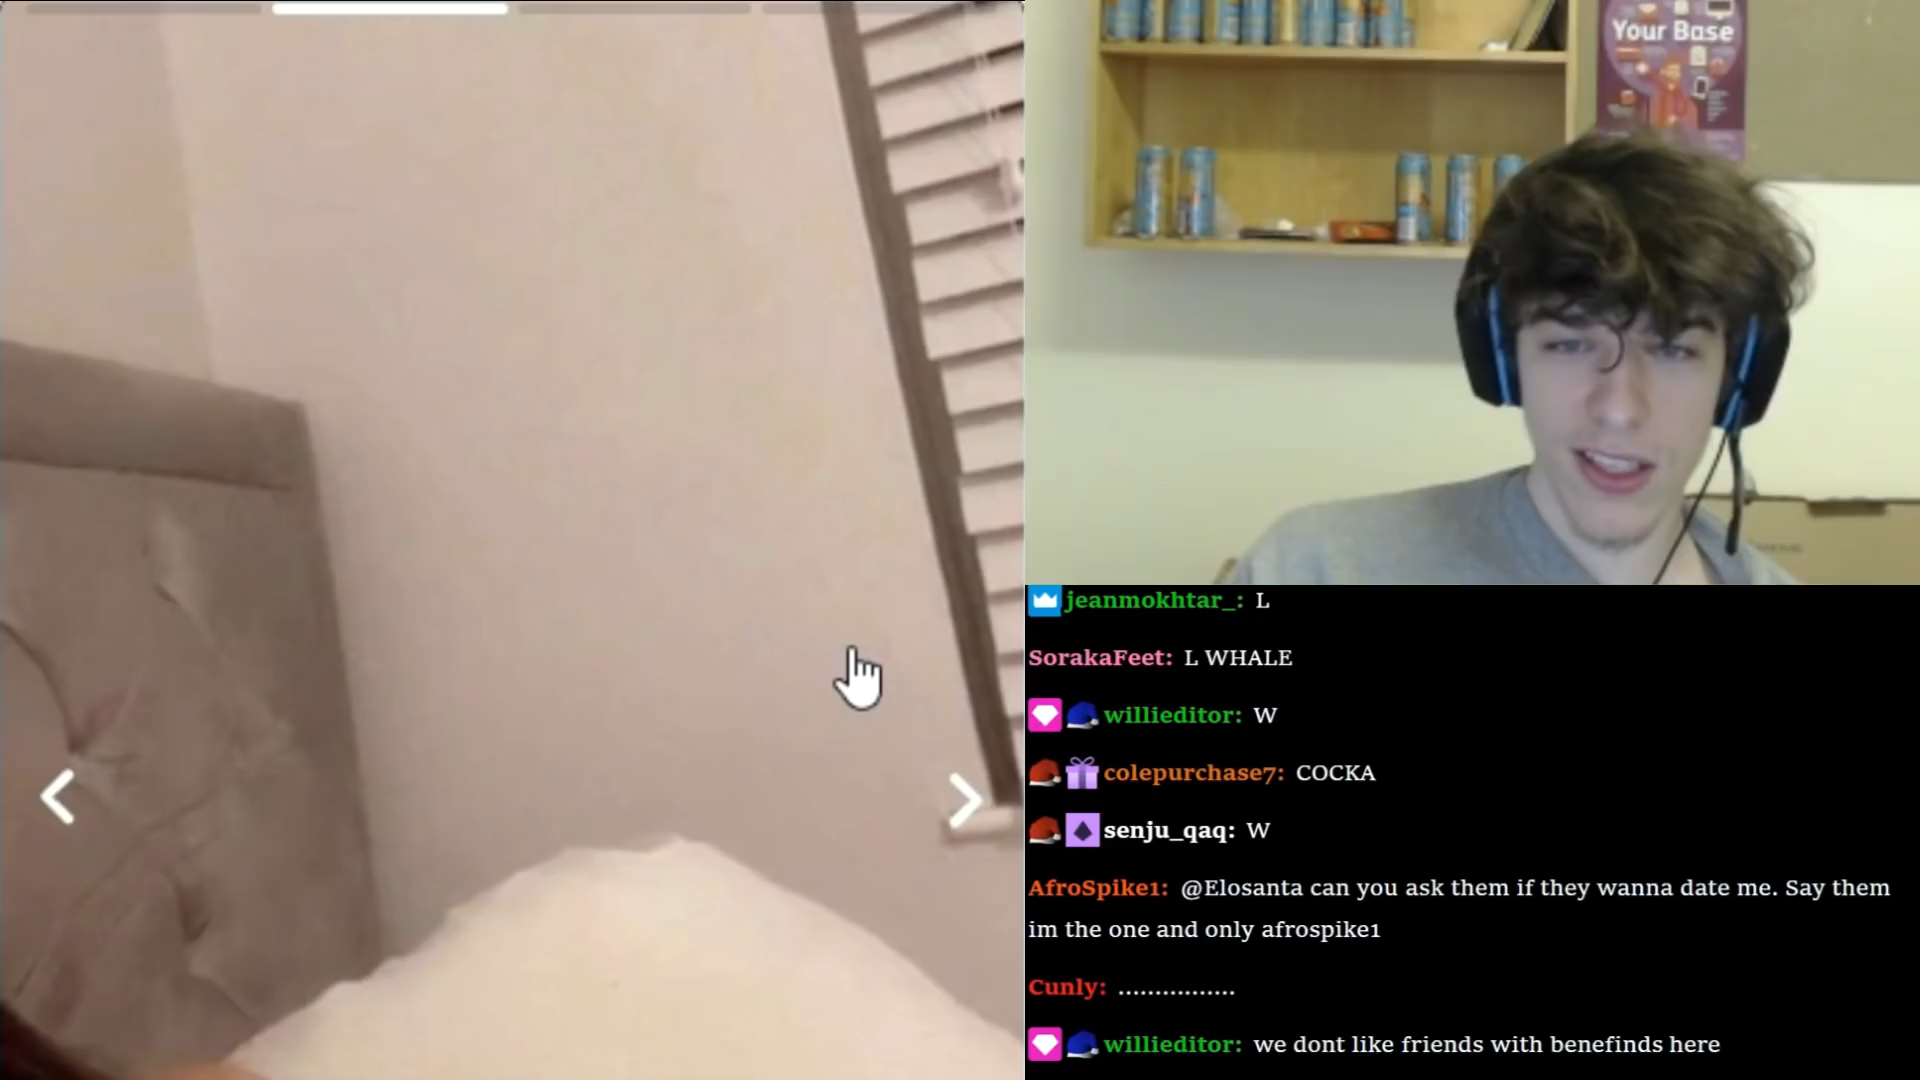 Your Base
jeanmokhtar_: L
SorakaFeet: L WHALE
willieditor: W
colepurchase7: COCKA
senju_qaq: W
AfroSpike1: @Elosanta can you ask them if they wanna date me. Say them
im the one and only afrospike1
Cunly: ................
willieditor: we dont like friends with benefinds here